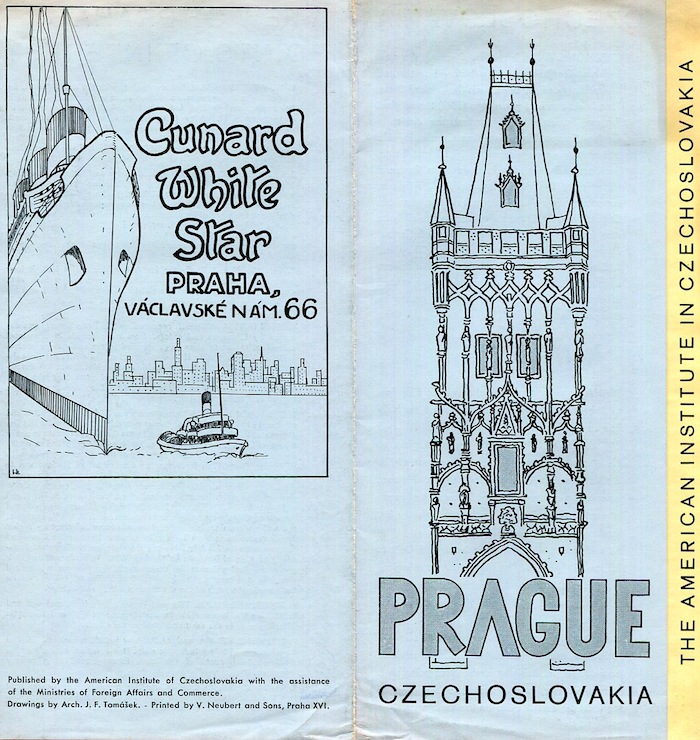 Cunard
White
Star
PRAHA,
VÁCLAVSKÉ NÁM. 66
Published by the American Institute of Czechoslovakia with the assistance
of the Ministries of Foreign Affairs and Commerce.
Drawings by Arch. J. F. Tomášek. - Printed by V. Neubert and Sons, Praha XVI.
PRAGUE
CZECHOSLOVAKIA
THE AMERICAN INSTITUTE IN CZECHOSLOVAKIA